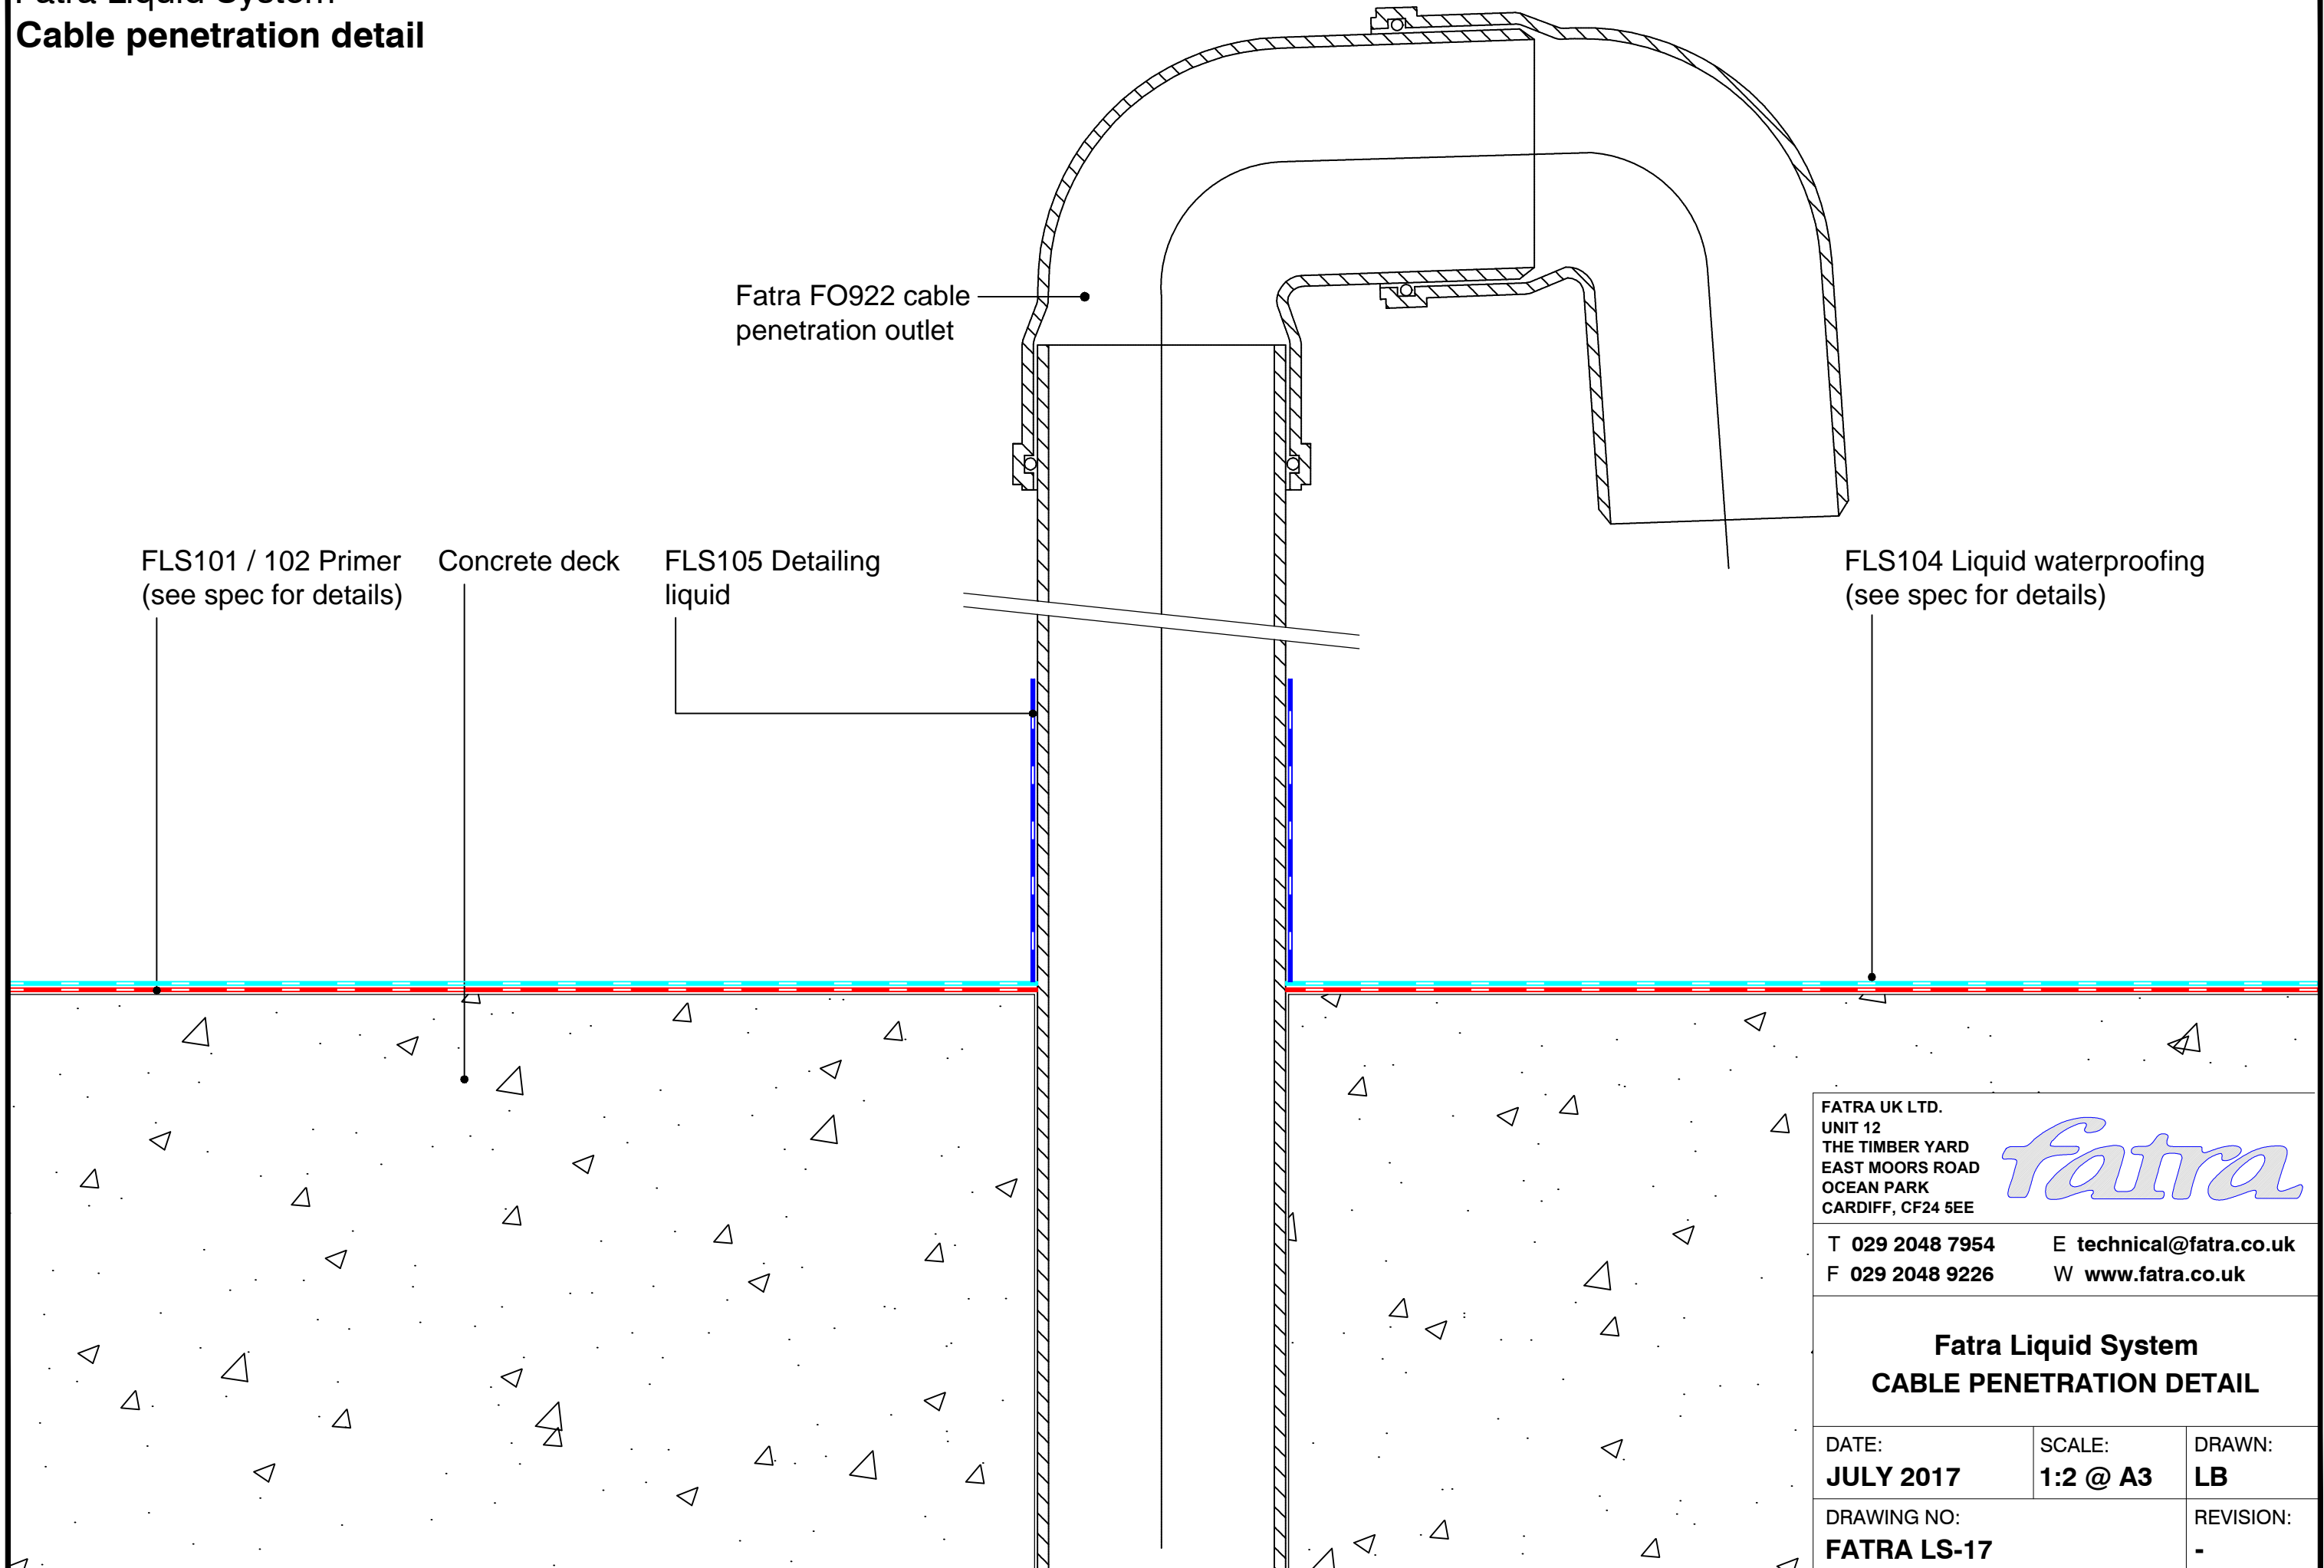 Fatra Liquid System
Cable penetration detail
Fatra FO922 cable
penetration outlet
FLS101 / 102 Primer
(see spec for details)
Concrete deck
FLS105 Detailing
liquid
FLS104 Liquid waterproofing
(see spec for details)
FATRA UK LTD.
UNIT 12
THE TIMBER YARD
EAST MOORS ROAD
OCEAN PARK
CARDIFF, CF24 5EE
fatra
T 029 2048 7954 E technical@fatra.co.uk
F 029 2048 9226 W www.fatra.co.uk
Fatra Liquid System
CABLE PENETRATION DETAIL
DATE: SCALE: DRAWN:
JULY 2017 1:2 @ A3 LB
DRAWING NO: REVISION:
FATRA LS-17 -